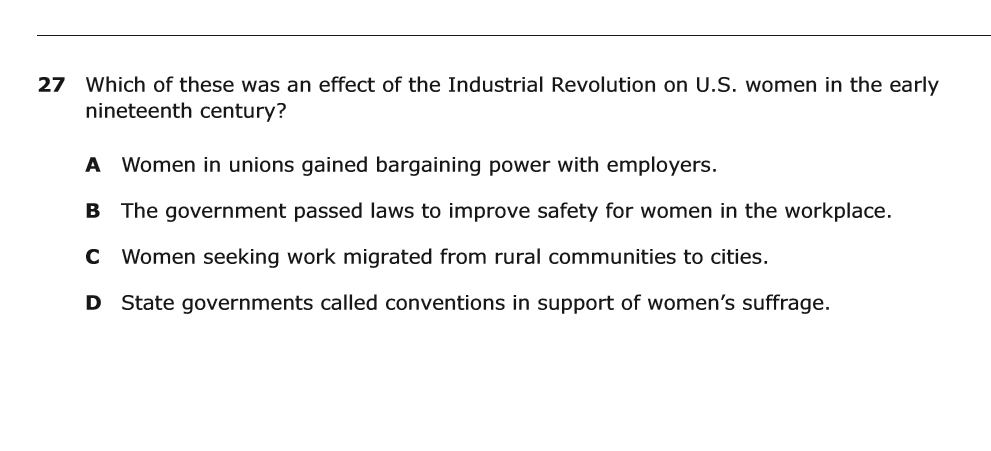 27 Which of these was an effect of the Industrial Revolution on U.S. women in the early
nineteenth century?
A Women in unions gained bargaining power with employers.
B The government passed laws to improve safety for women in the workplace.
C Women seeking work migrated from rural communities to cities.
D State governments called conventions in support of women’s suffrage.